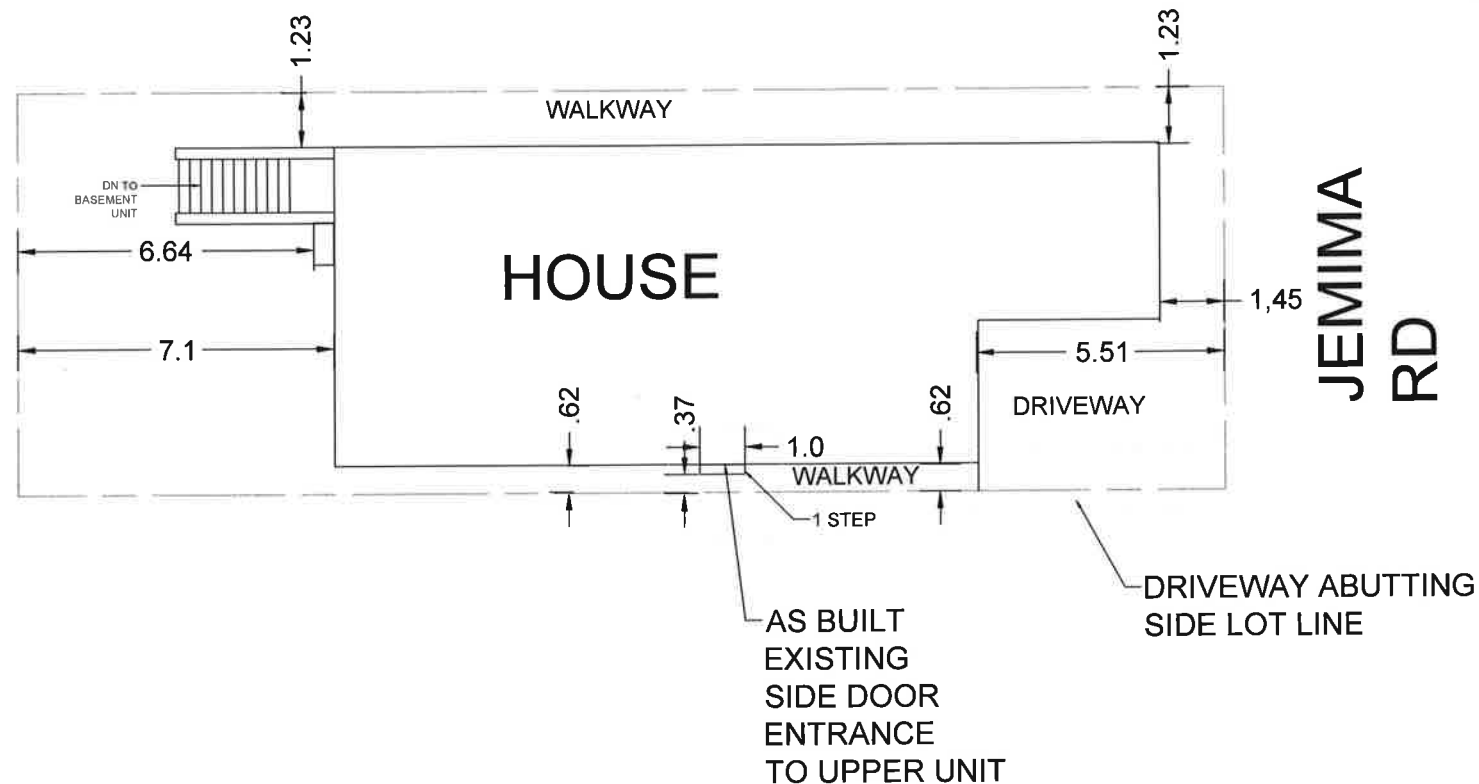 1.23
1.23
WALKWAY
DN TO
BASEMENT
UNIT
6.64
HOUSE
JEMIMA
RD
1,45
7.1
5.51
.62
.37
1.0
.62
DRIVEWAY
WALKWAY
1 STEP
DRIVEWAY ABUTTING
SIDE LOT LINE
AS BUILT
EXISTING
SIDE DOOR
ENTRANCE
TO UPPER UNIT